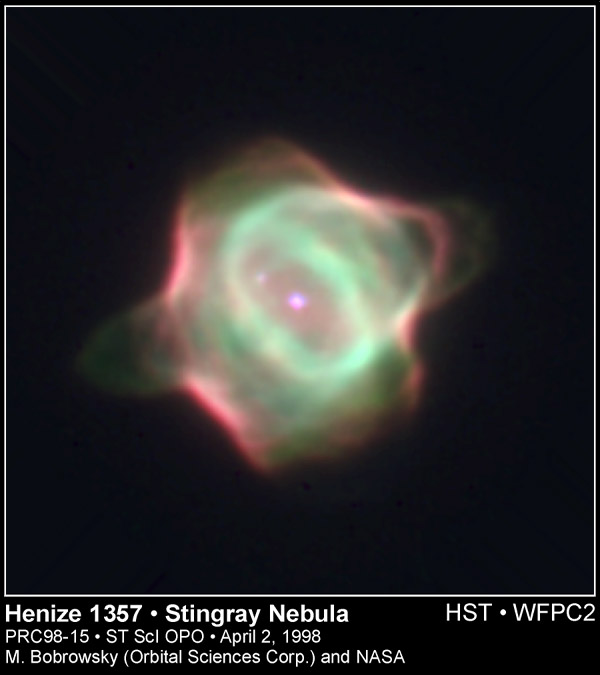 Henize 1357 • Stingray Nebula
HST • WFPC2
PRC98-15 • ST ScI OPO • April 2, 1998
M. Bobrowsky (Orbital Sciences Corp.) and NASA